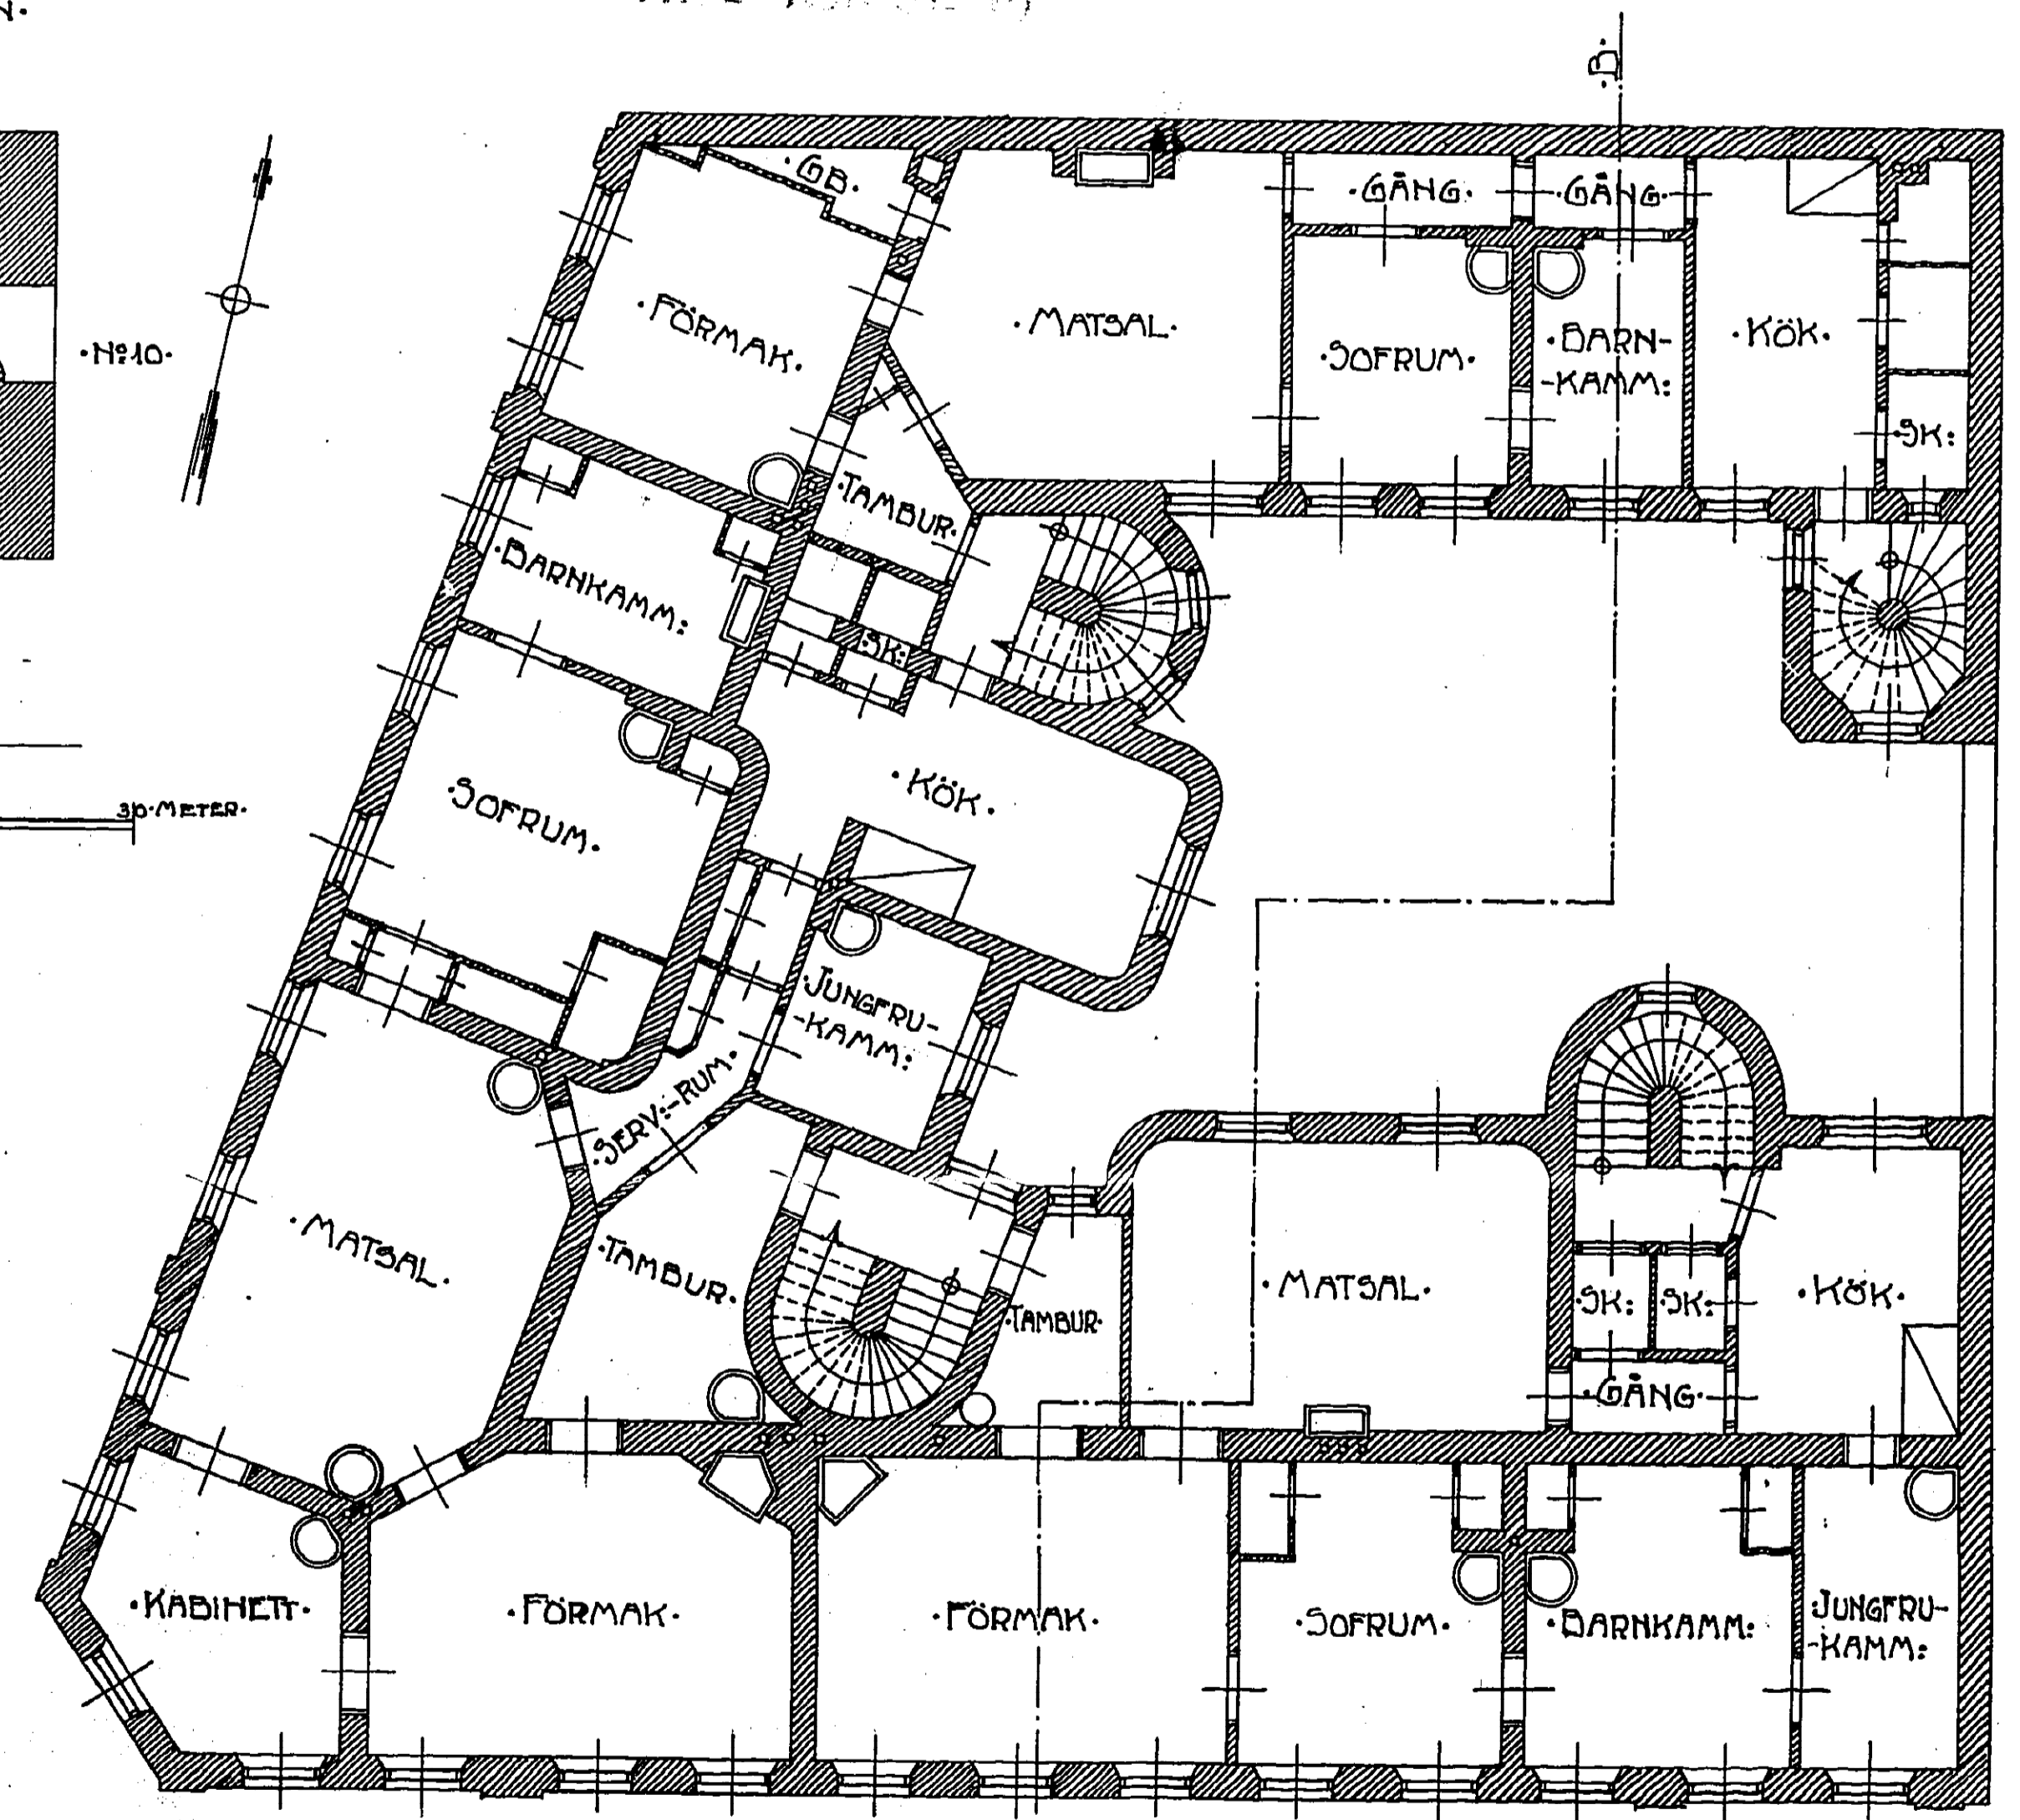 N.
·B·
·GB.
·GÅNG.
·GÅNG.
·No10·
·FÖRMAK.
·MATSAL.
·SOFRUM.
·BARN-
-KAMM:
·KÖK.
·SK:
·TAMBUR.
·BARNKAMM:
SK:
·SOFRUM.
·KÖK.
30·METER·
·JUNGFRU-
-KAMM:
·SERV:-RUM.
·MATSAL.
·TAMBUR.
·TAMBUR·
·MATSAL.
·SK:
·SK:
·KÖK.
·GÅNG·
·KABINETT·
·FÖRMAK·
·FÖRMAK.
·SOFRUM.
·BARNKAMM:
·JUNGFRU-
-KAMM: